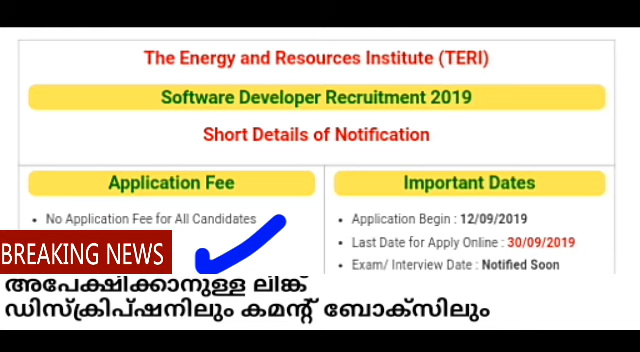 The Energy and Resources Institute (TERI)
Software Developer Recruitment 2019
Short Details of Notification
Application Fee
No Application Fee for All Candidates
Important Dates
Application Begin : 12/09/2019
Last Date for Apply Online : 30/09/2019
Exam/ Interview Date : Notified Soon
BREAKING NEWS
അപേക്ഷിക്കാനുള്ള ലിങ്ക്
ഡിസ്ക്രിപ്ഷനിലും കമന്റ് ബോക്സിലും